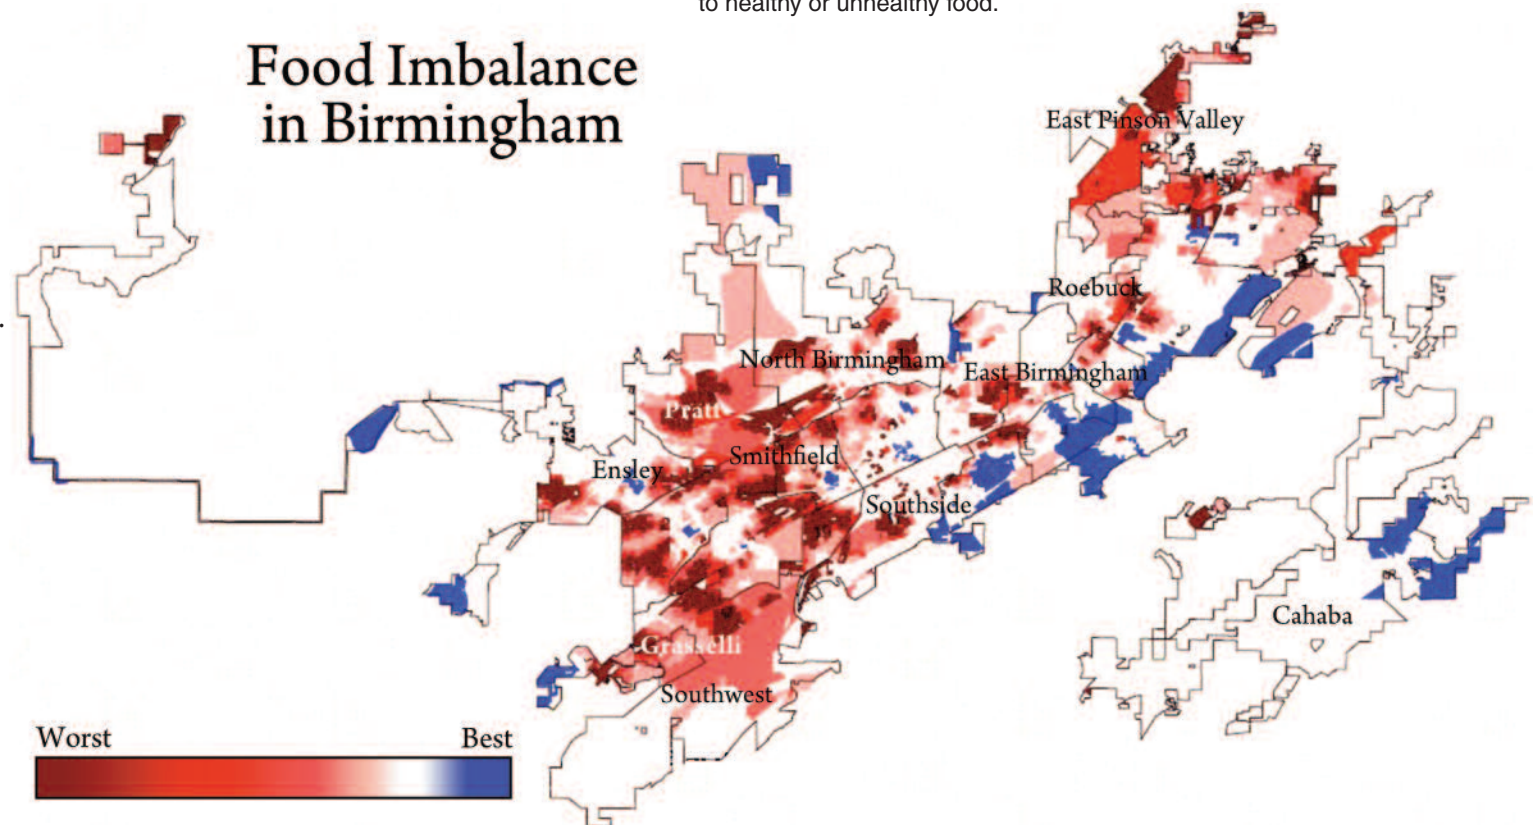 to healthy or unhealthy food.
Food Imbalance
in Birmingham
East Pinson Valley
Roebuck
North Birmingham
East Birmingham
Pratt
Smithfield
Ensley
Southside
Cahaba
Grasselli
Southwest
Worst
Best